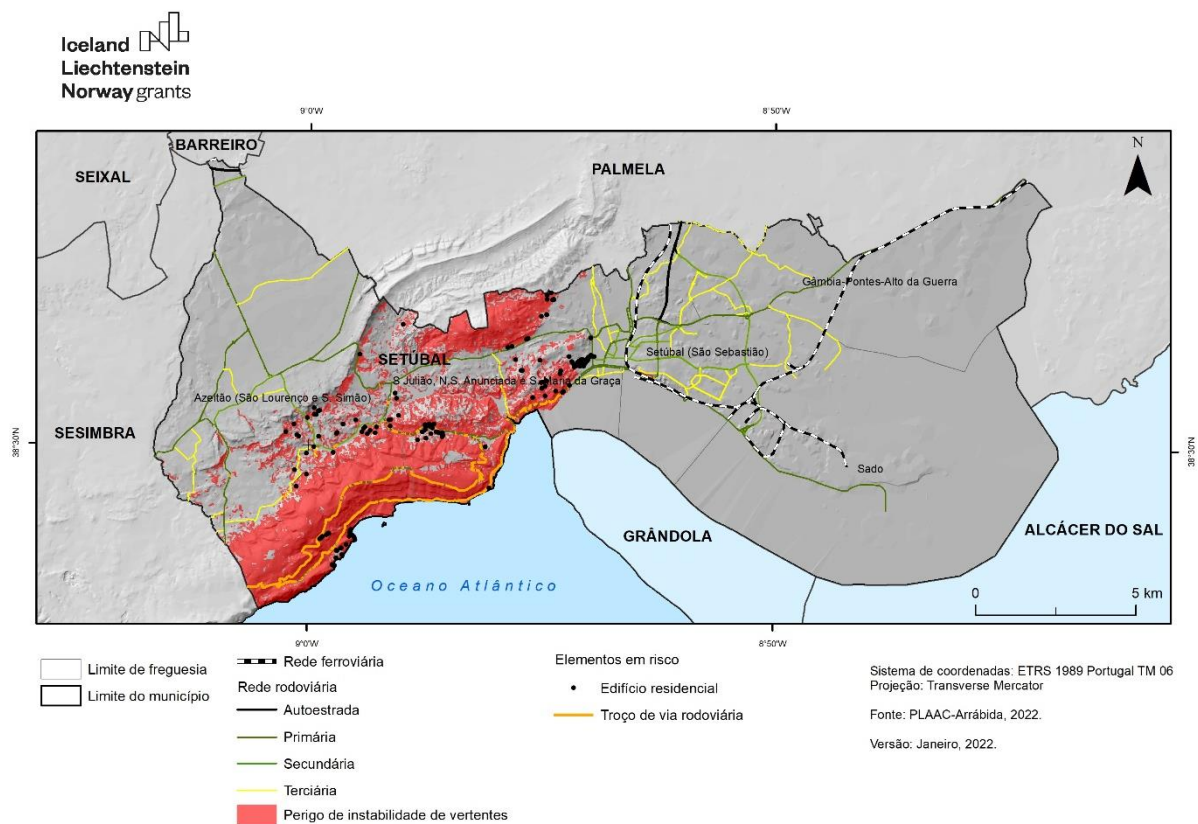 Iceland
Liechtenstein
Norway grants
9°0'W
8°50'W
BARREIRO
SEIXAL
PALMELA
N
Gâmbia-Pontes-Alto da Guerra
SETÚBAL
Setúbal (São Sebastião)
S Julião, N.S. Anunciada e S. Maria da Graça
Azeitão (São Lourenço e S. Simão)
SESIMBRA
38°30'N
38°30'N
Sado
GRÂNDOLA
ALCÁCER DO SAL
Oceano Atlântico
0
5 km
9°0'W
8°50'W
Limite de freguesia
Limite do município
Rede ferroviária
Rede rodoviária
Autoestrada
Primária
Secundária
Terciária
Perigo de instabilidade de vertentes
Elementos em risco
Edifício residencial
Troço de via rodoviária
Sistema de coordenadas: ETRS 1989 Portugal TM 06
Projeção: Transverse Mercator
Fonte: PLAAC-Arrábida, 2022.
Versão: Janeiro, 2022.